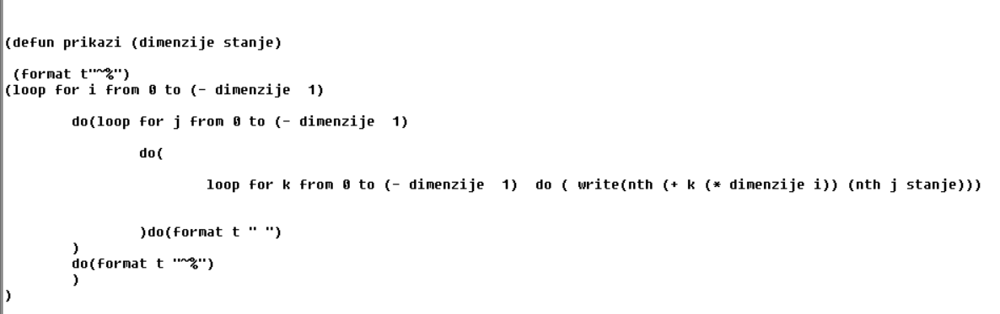 (defun prikazi (dimenzije stanje)
(format t"~%")
(loop for i from 0 to (- dimenzije  1)
do(loop for j from 0 to (- dimenzije  1)
do(
loop for k from 0 to (- dimenzije  1)  do ( write(nth (+ k (* dimenzije i)) (nth j stanje)))
)do(format t " ")
)
do(format t "~%")
)
)